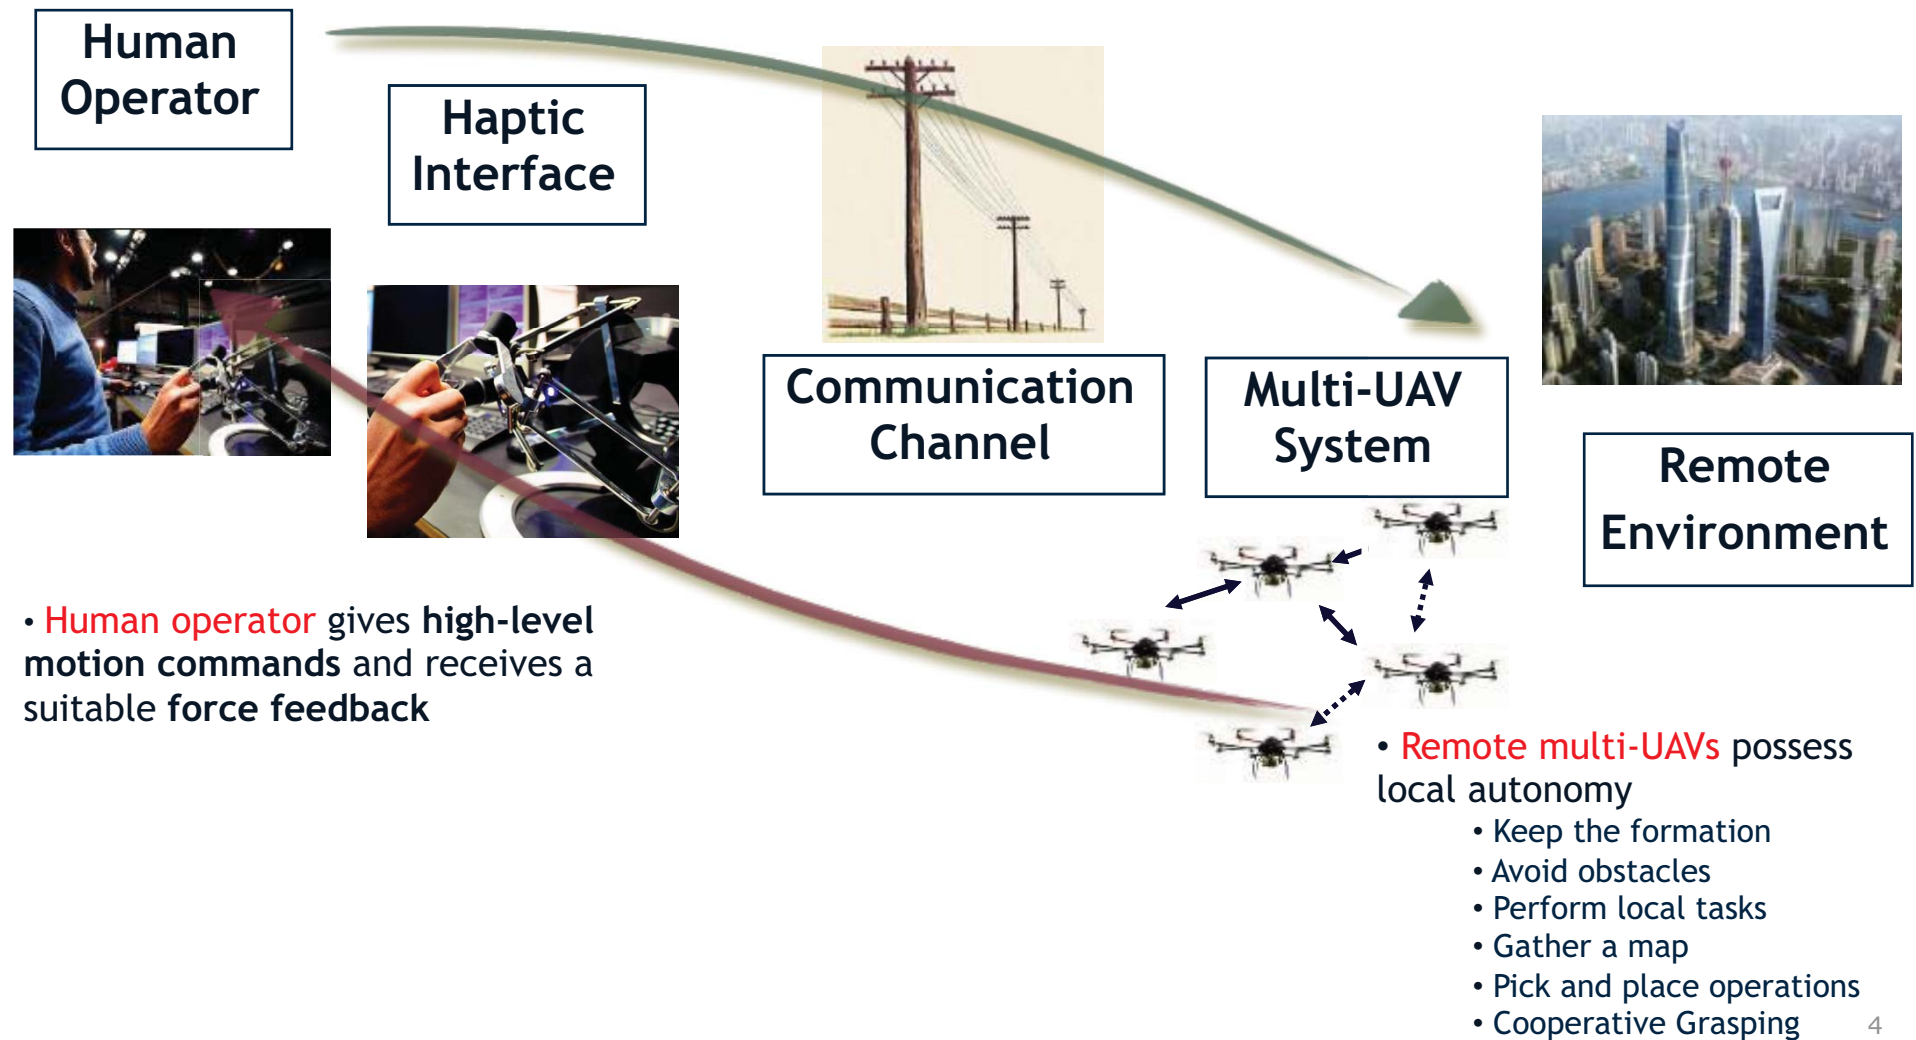 Human
Operator
Haptic
Interface
Communication
Channel
Multi-UAV
System
Remote
Environment
• Human operator gives high-level
motion commands and receives a
suitable force feedback
• Remote multi-UAVs possess
local autonomy
• Keep the formation
• Avoid obstacles
• Perform local tasks
• Gather a map
• Pick and place operations
• Cooperative Grasping
4